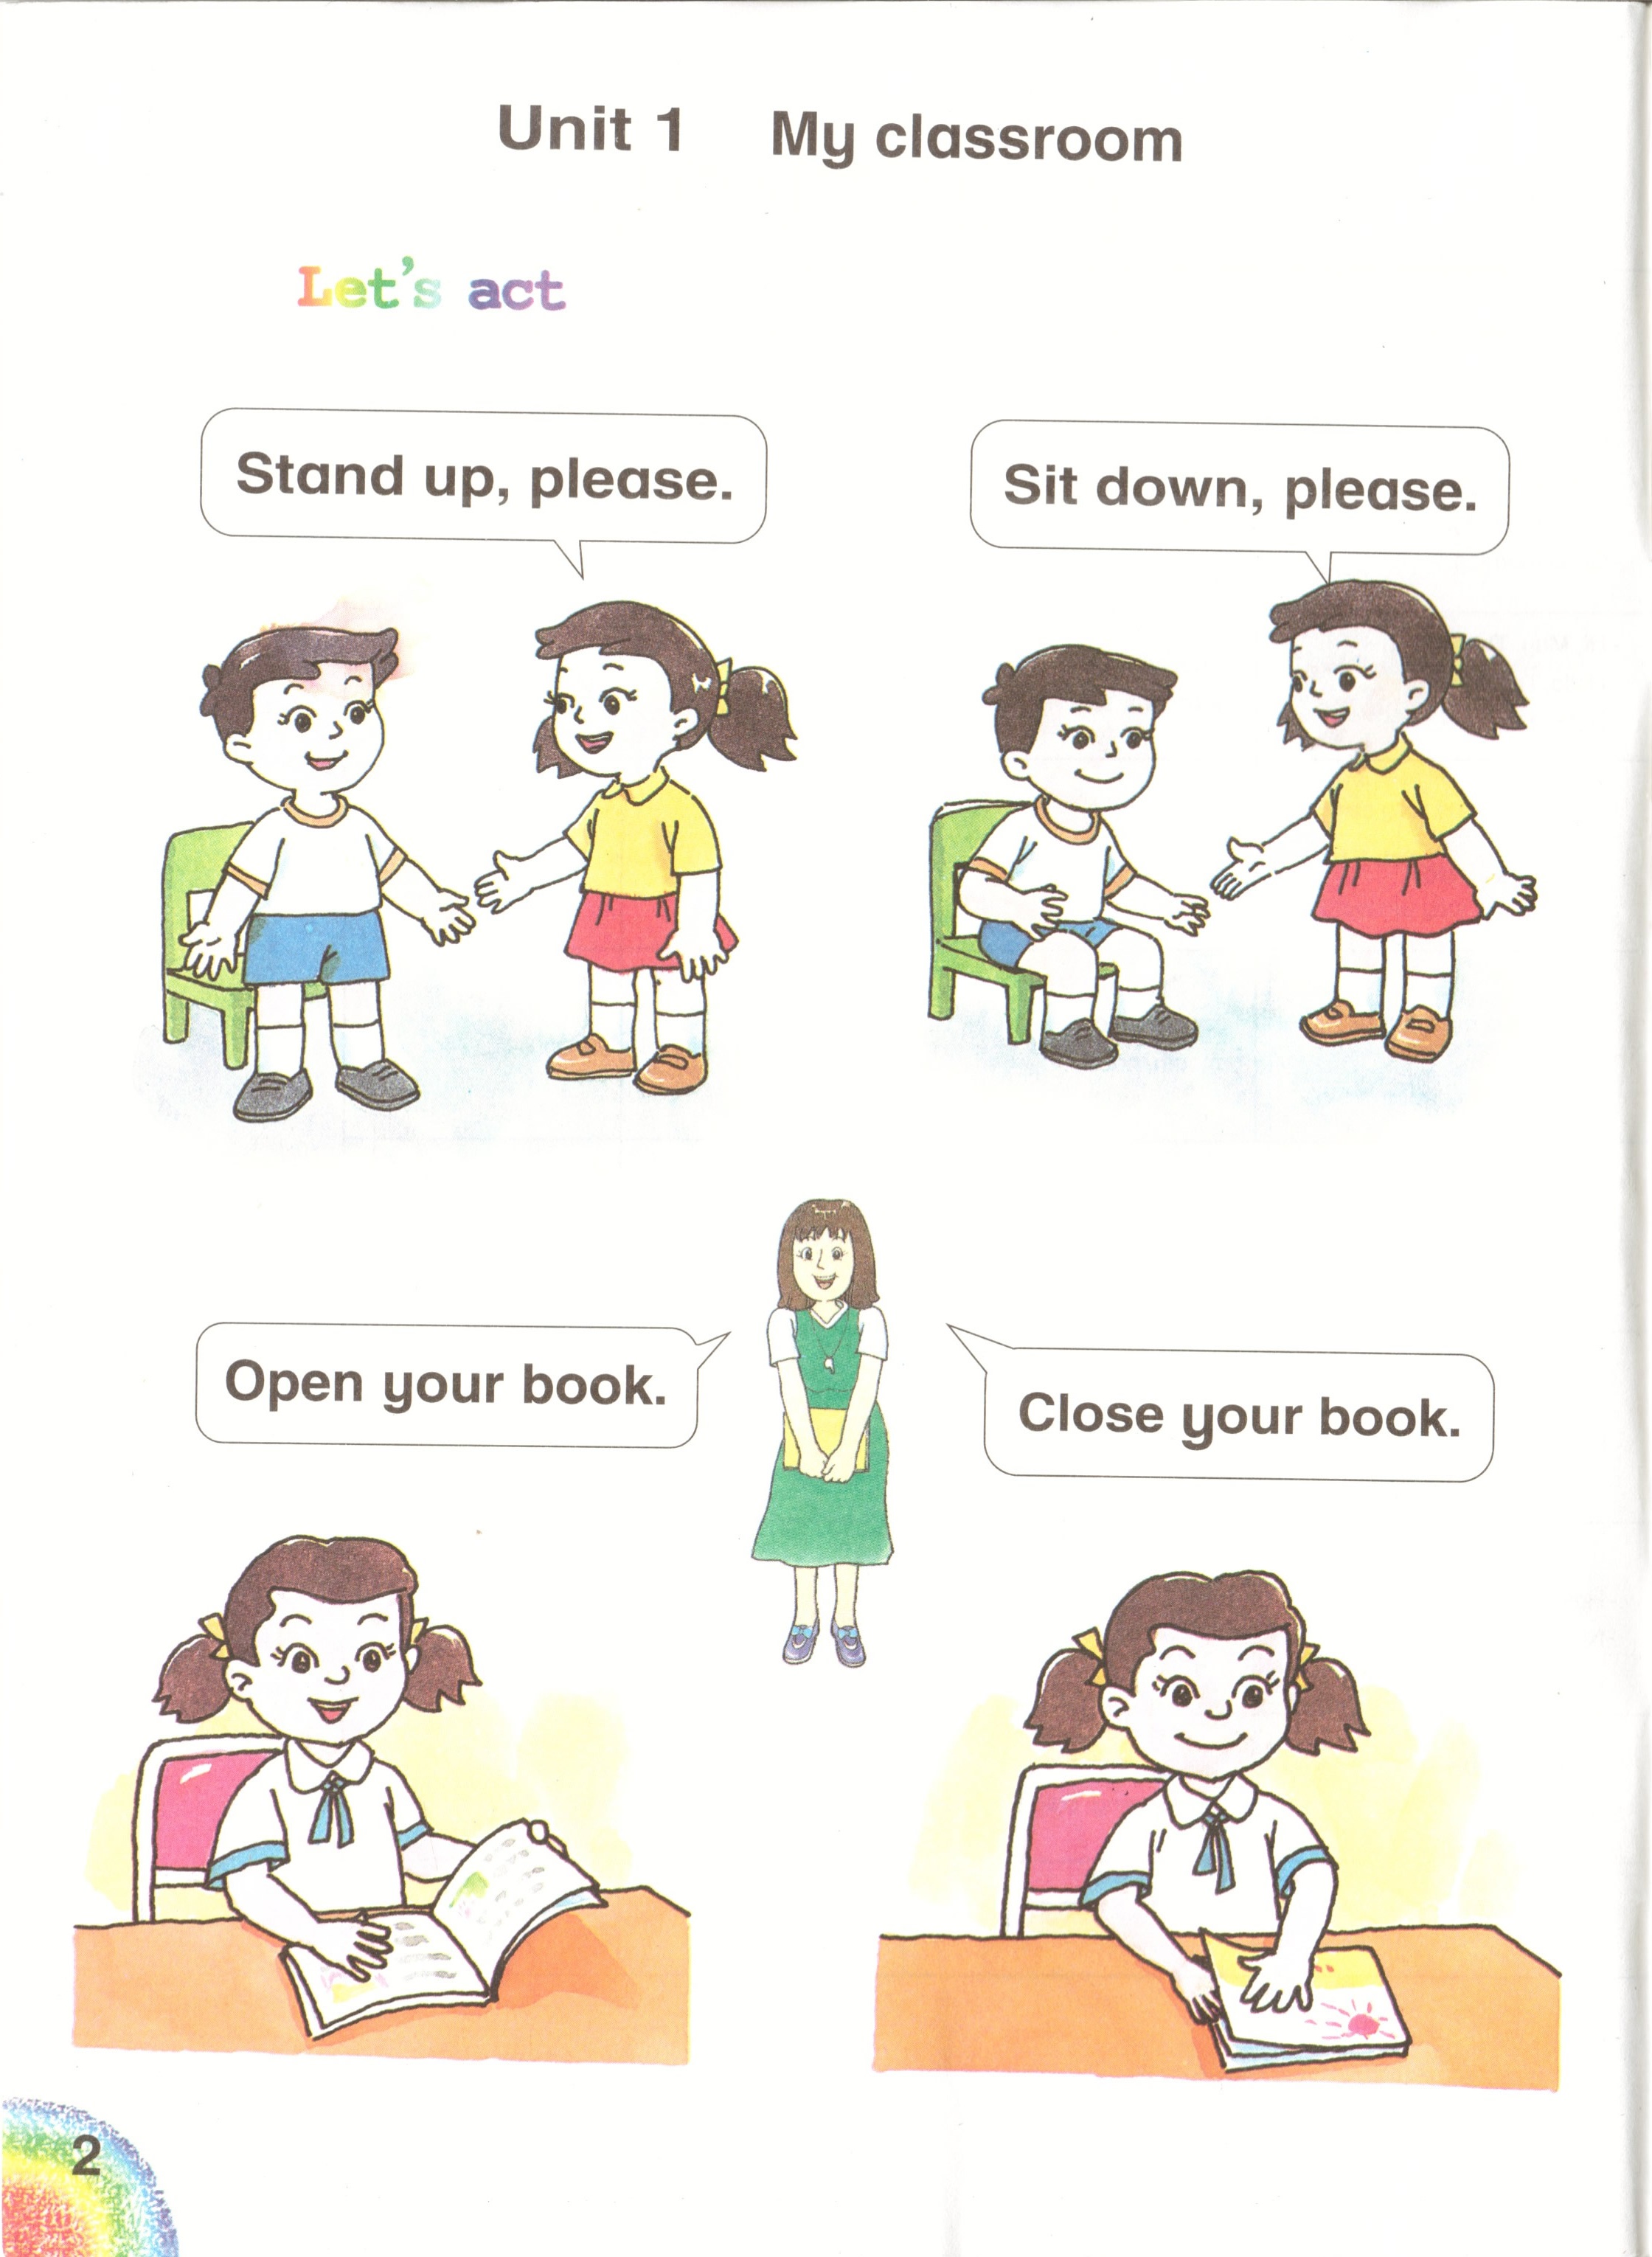 Unit 1 My classroom
Let's act
Stand up, please.
Sit down, please.
Open your book.
Close your book.
2